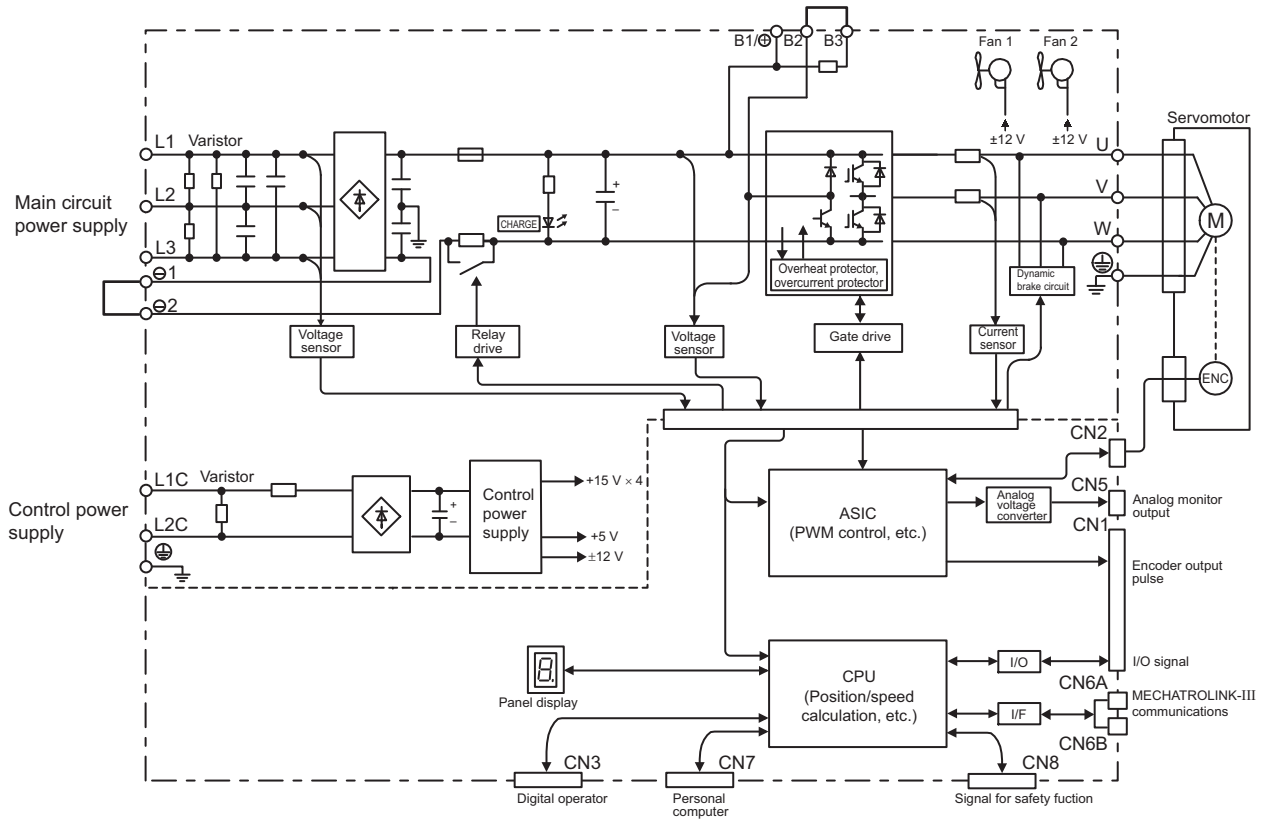 B1/⊕ B2 B3
Fan 1 Fan 2
±12 V ±12 V
Servomotor
Main circuit
power supply
L1 Varistor
L2
L3
⊖1
⊖2
CHARGE
+
–
Overheat protector,
overcurrent protector
U
V
W
M
Dynamic
brake circuit
Voltage
sensor
Relay
drive
Voltage
sensor
Gate drive
Current
sensor
ENC
Control power
supply
L1C Varistor
L2C
+
–
Control
power
supply
+15 V × 4
+5 V
±12 V
ASIC
(PWM control, etc.)
Analog
voltage
converter
CN2
CN5
Analog monitor
output
CN1
Encoder output
pulse
8.
Panel display
CPU
(Position/speed
calculation, etc.)
I/O
I/O signal
I/F
CN6A
MECHATROLINK-III
communications
CN6B
CN3
Digital operator
CN7
Personal
computer
CN8
Signal for safety fuction